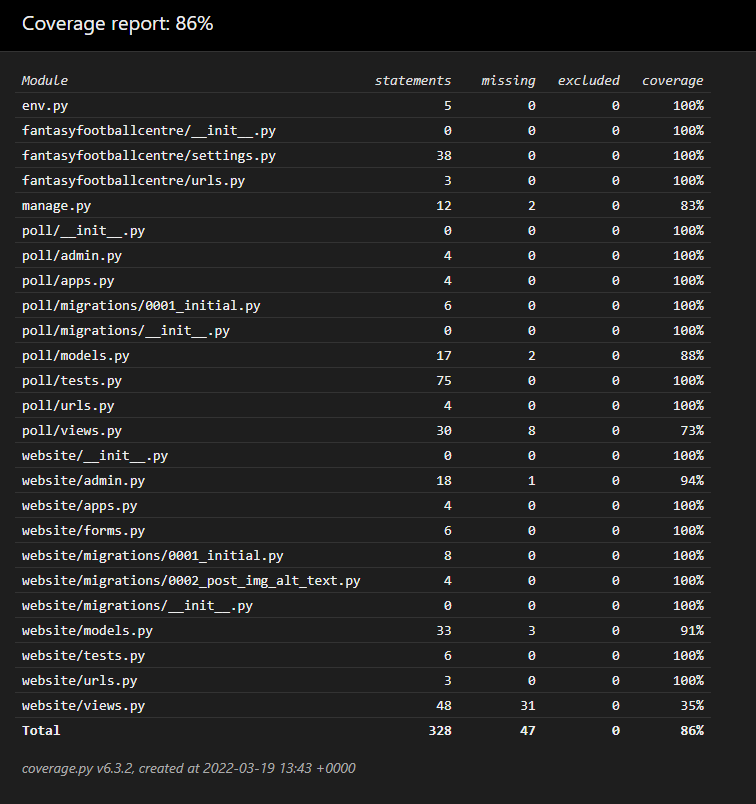 Coverage report: 86%
Module statements missing excluded coverage
env.py 5 0 0 100%
fantasyfootballcentre/__init__.py 0 0 0 100%
fantasyfootballcentre/settings.py 38 0 0 100%
fantasyfootballcentre/urls.py 3 0 0 100%
manage.py 12 2 0 83%
poll/__init__.py 0 0 0 100%
poll/admin.py 4 0 0 100%
poll/apps.py 4 0 0 100%
poll/migrations/0001_initial.py 6 0 0 100%
poll/migrations/__init__.py 0 0 0 100%
poll/models.py 17 2 0 88%
poll/tests.py 75 0 0 100%
poll/urls.py 4 0 0 100%
poll/views.py 30 8 0 73%
website/__init__.py 0 0 0 100%
website/admin.py 18 1 0 94%
website/apps.py 4 0 0 100%
website/forms.py 6 0 0 100%
website/migrations/0001_initial.py 8 0 0 100%
website/migrations/0002_post_img_alt_text.py 4 0 0 100%
website/migrations/__init__.py 0 0 0 100%
website/models.py 33 3 0 91%
website/tests.py 6 0 0 100%
website/urls.py 3 0 0 100%
website/views.py 48 31 0 35%
Total 328 47 0 86%
coverage.py v6.3.2, created at 2022-03-19 13:43 +0000